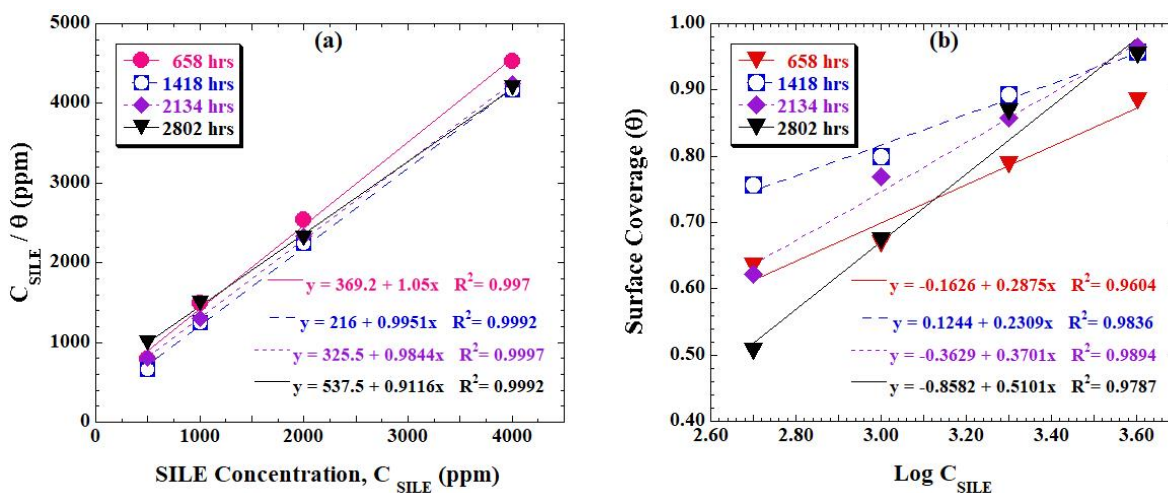 (a)
658 hrs
1418 hrs
2134 hrs
2802 hrs
5000
4000
3000
2000
1000
0
C SILE / θ (ppm)
y = 369.2 + 1.05x R²= 0.997
y = 216 + 0.9951x R²= 0.9992
y = 325.5 + 0.9844x R²= 0.9997
y = 537.5 + 0.9116x R²= 0.9992
0 1000 2000 3000 4000
SILE Concentration, C SILE (ppm)
(b)
658 hrs
1418 hrs
2134 hrs
2802 hrs
1.00
0.90
0.80
0.70
0.60
0.50
0.40
Surface Coverage (θ)
y = -0.1626 + 0.2875x R²= 0.9604
y = 0.1244 + 0.2309x R²= 0.9836
y = -0.3629 + 0.3701x R²= 0.9894
y = -0.8582 + 0.5101x R²= 0.9787
2.60 2.80 3.00 3.20 3.40 3.60
Log C SILE